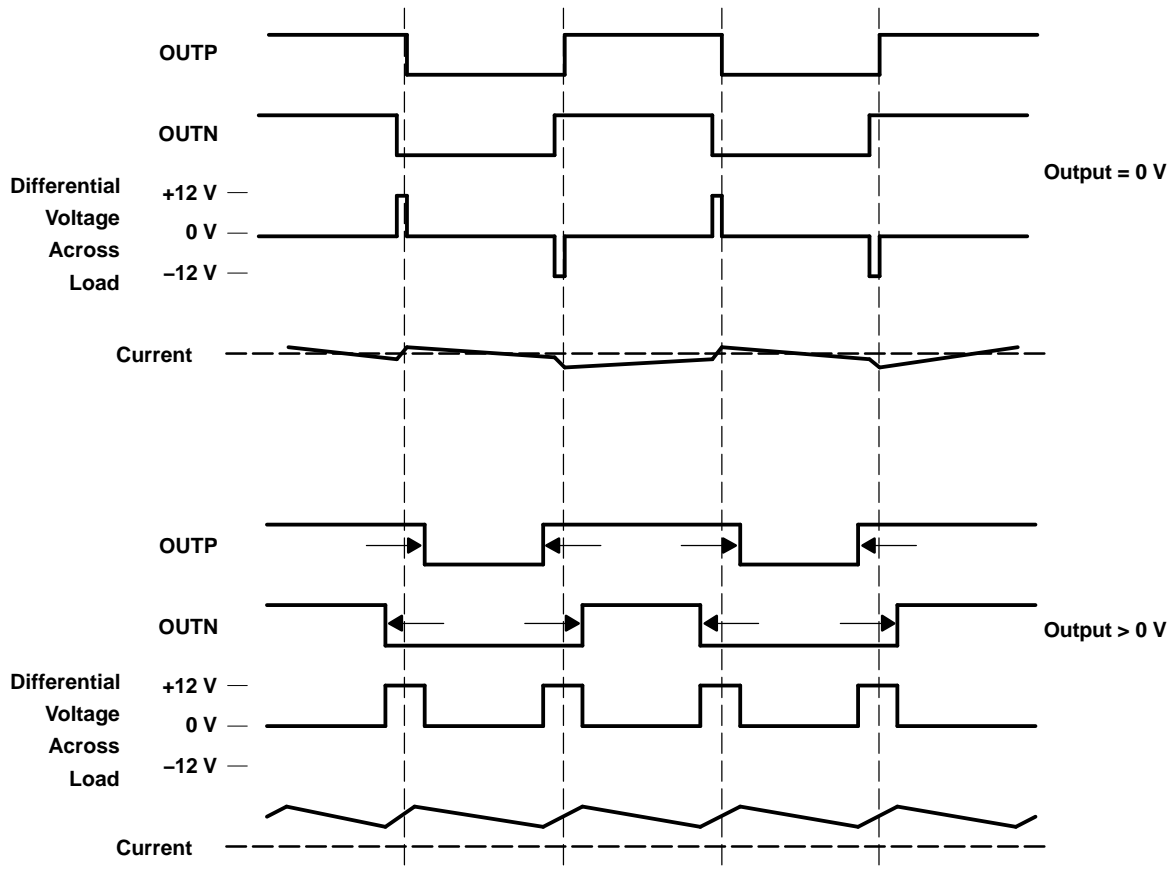 OUTP
OUTN
Output = 0 V
Differential
Voltage
Across
Load
+12 V
0 V
–12 V
Current
OUTP
OUTN
Output > 0 V
Differential
Voltage
Across
Load
+12 V
0 V
–12 V
Current